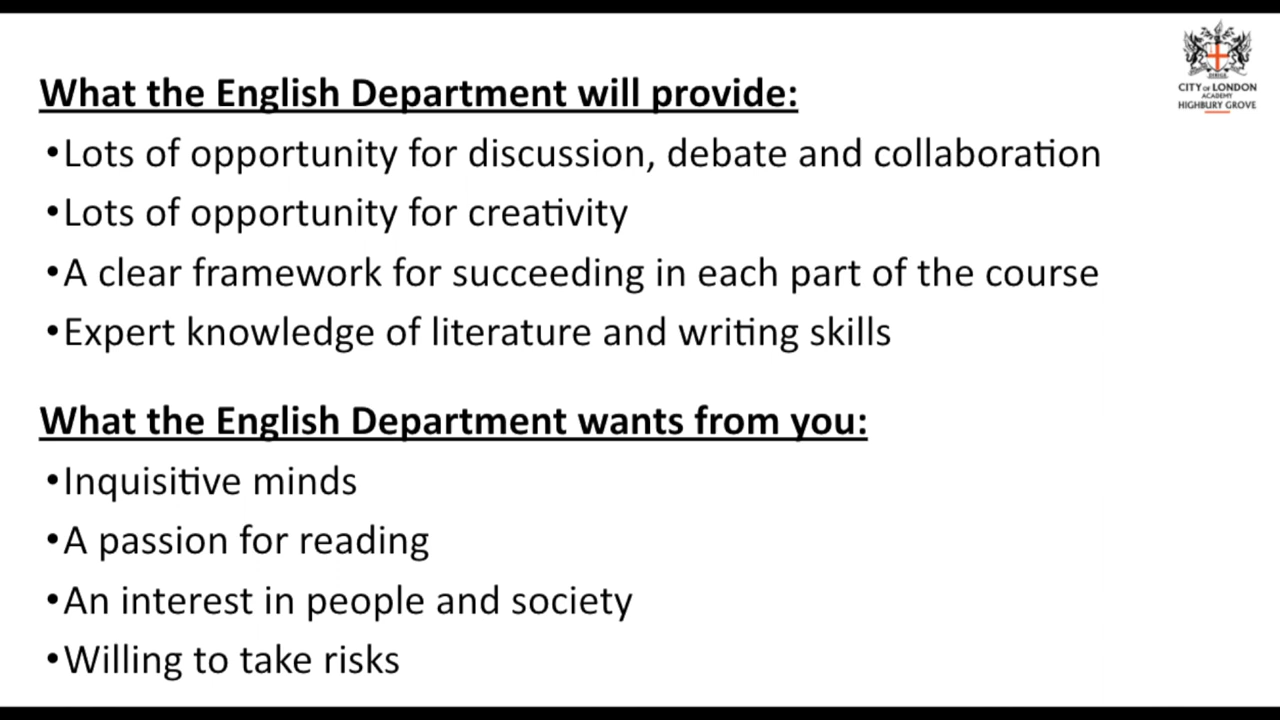 What the English Department will provide:
•Lots of opportunity for discussion, debate and collaboration
•Lots of opportunity for creativity
•A clear framework for succeeding in each part of the course
•Expert knowledge of literature and writing skills
What the English Department wants from you:
•Inquisitive minds
•A passion for reading
•An interest in people and society
•Willing to take risks
CITY OF LONDON
ACADEMY
HIGHBURY GROVE